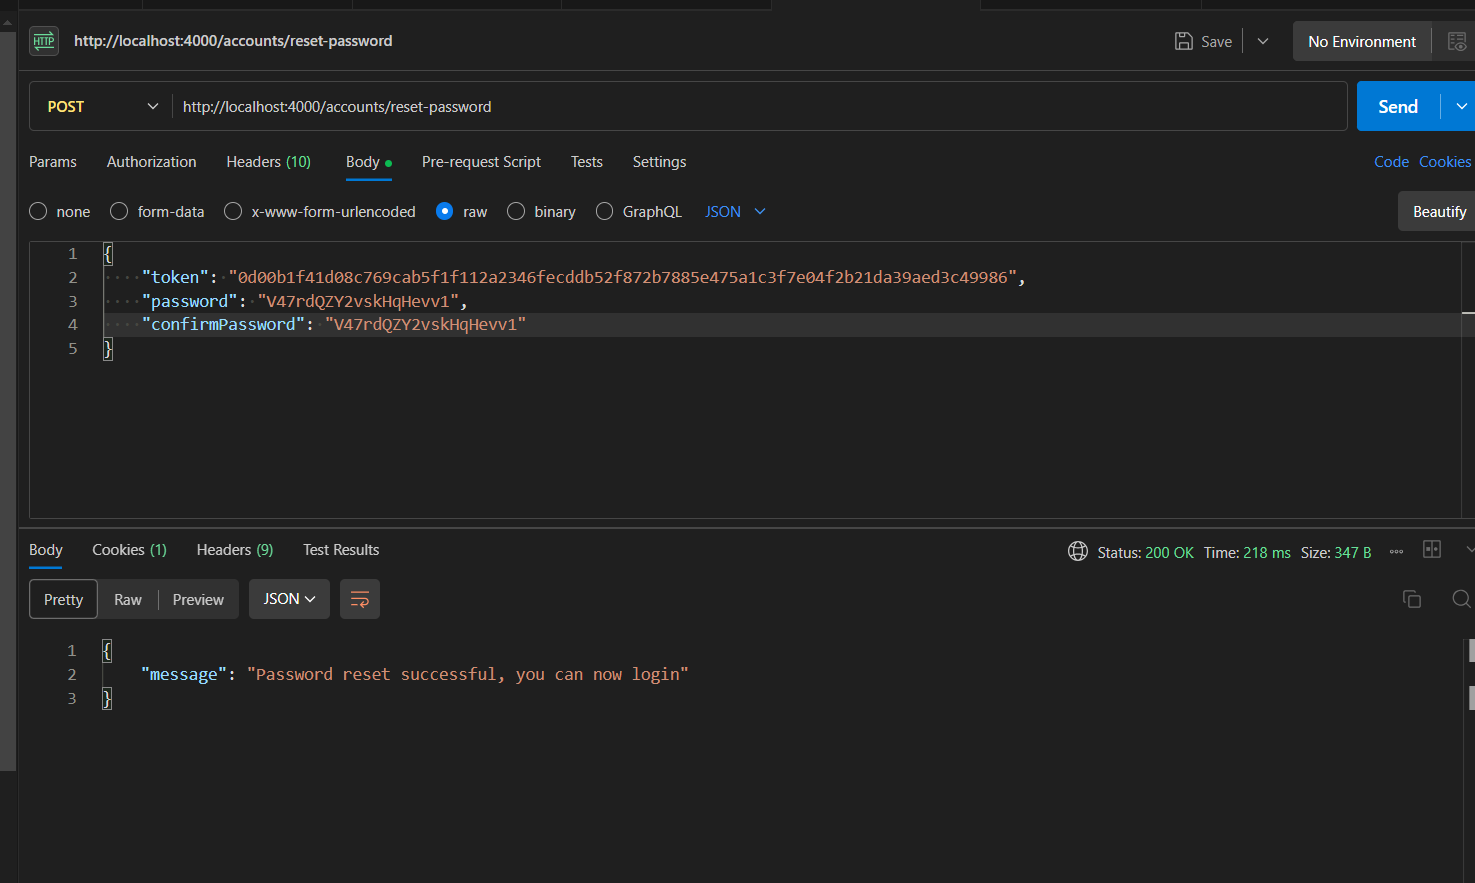 HTTP http://localhost:4000/accounts/reset-password Save No Environment
POST http://localhost:4000/accounts/reset-password Send
Params Authorization Headers (10) Body Pre-request Script Tests Settings Code Cookies
none form-data x-www-form-urlencoded raw binary GraphQL JSON Beautify
1 {
2 "token": "0d00b1f41d08c769cab5f1f112a2346fecddb52f872b7885e475a1c3f7e04f2b21da39aed3c49986",
3 "password": "V47rdQZY2vskHqHevv1",
4 "confirmPassword": "V47rdQZY2vskHqHevv1"
5 }
Body Cookies (1) Headers (9) Test Results Status: 200 OK Time: 218 ms Size: 347 B
Pretty Raw Preview JSON
1 {
2 "message": "Password reset successful, you can now login"
3 }